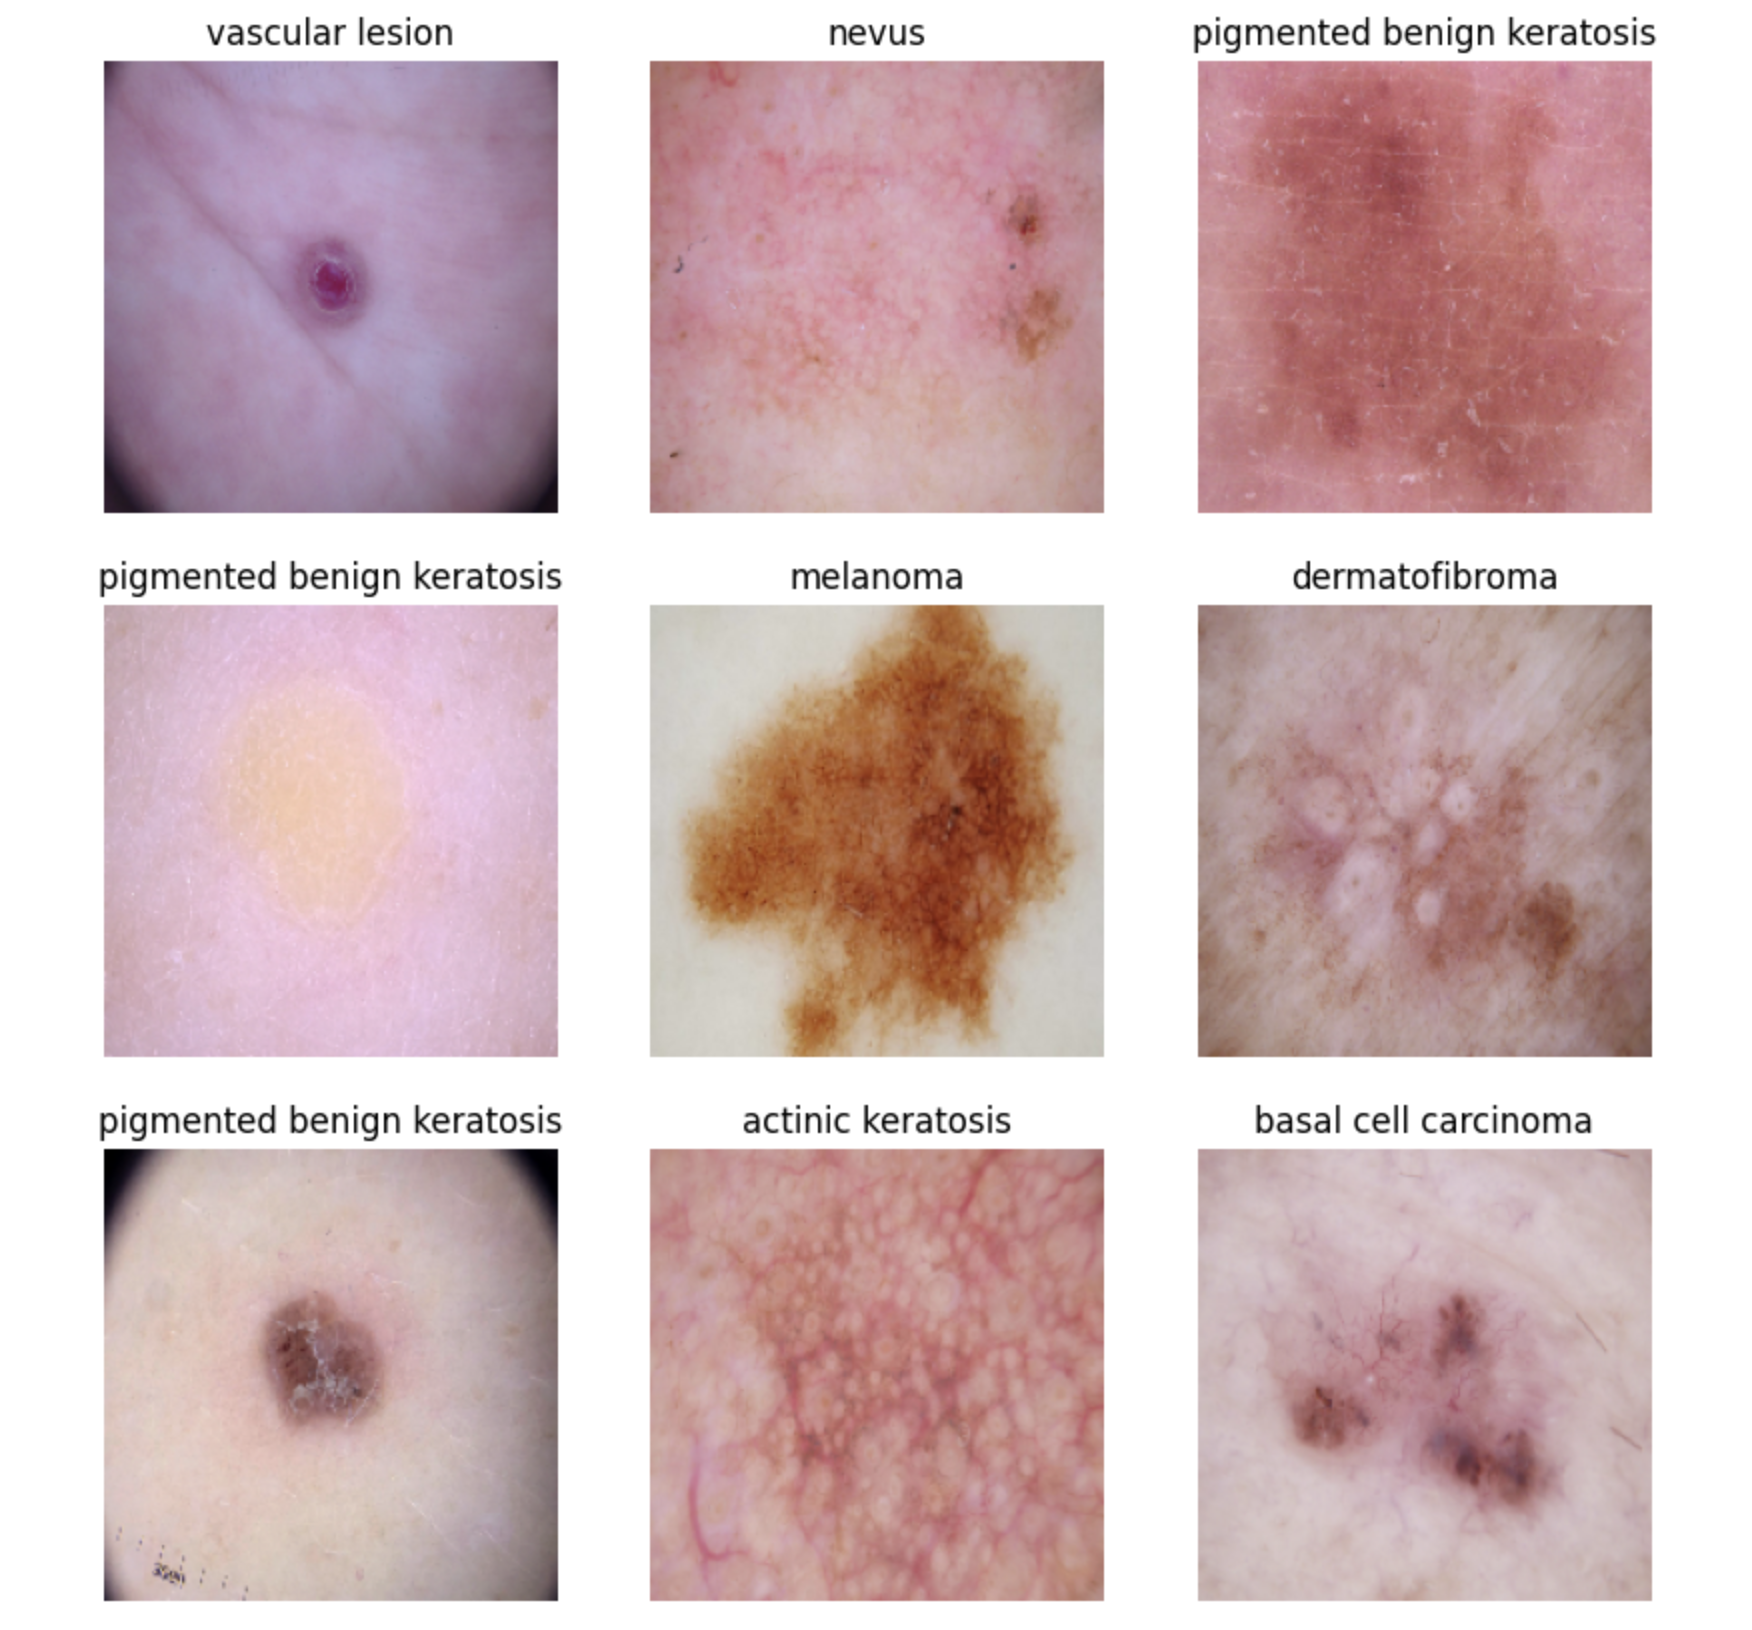 vascular lesion
nevus
pigmented benign keratosis
pigmented benign keratosis
melanoma
dermatofibroma
pigmented benign keratosis
actinic keratosis
basal cell carcinoma